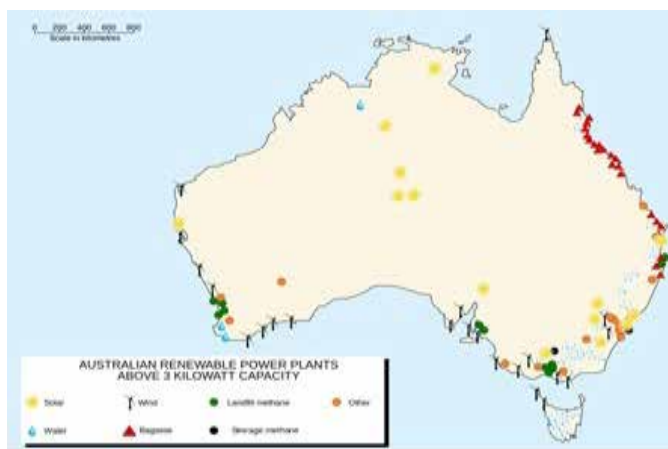 0 200 400 600 800
Scale in kilometres
AUSTRALIAN RENEWABLE POWER PLANTS
ABOVE 3 KILOWATT CAPACITY
Solar Wind Landfill methane Other
Water Bagasse Sewage methane